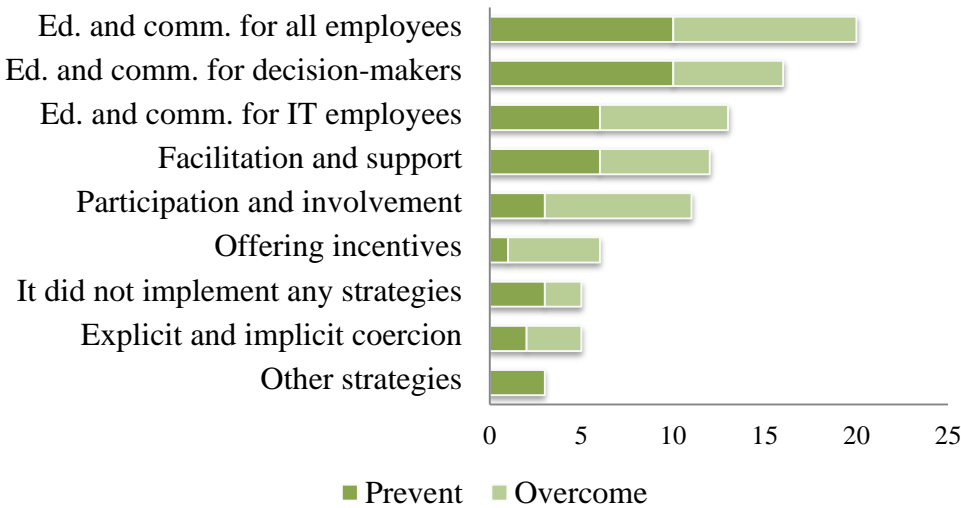 Ed. and comm. for all employees
Ed. and comm. for decision-makers
Ed. and comm. for IT employees
Facilitation and support
Participation and involvement
Offering incentives
It did not implement any strategies
Explicit and implicit coercion
Other strategies
0 5 10 15 20 25
Prevent Overcome